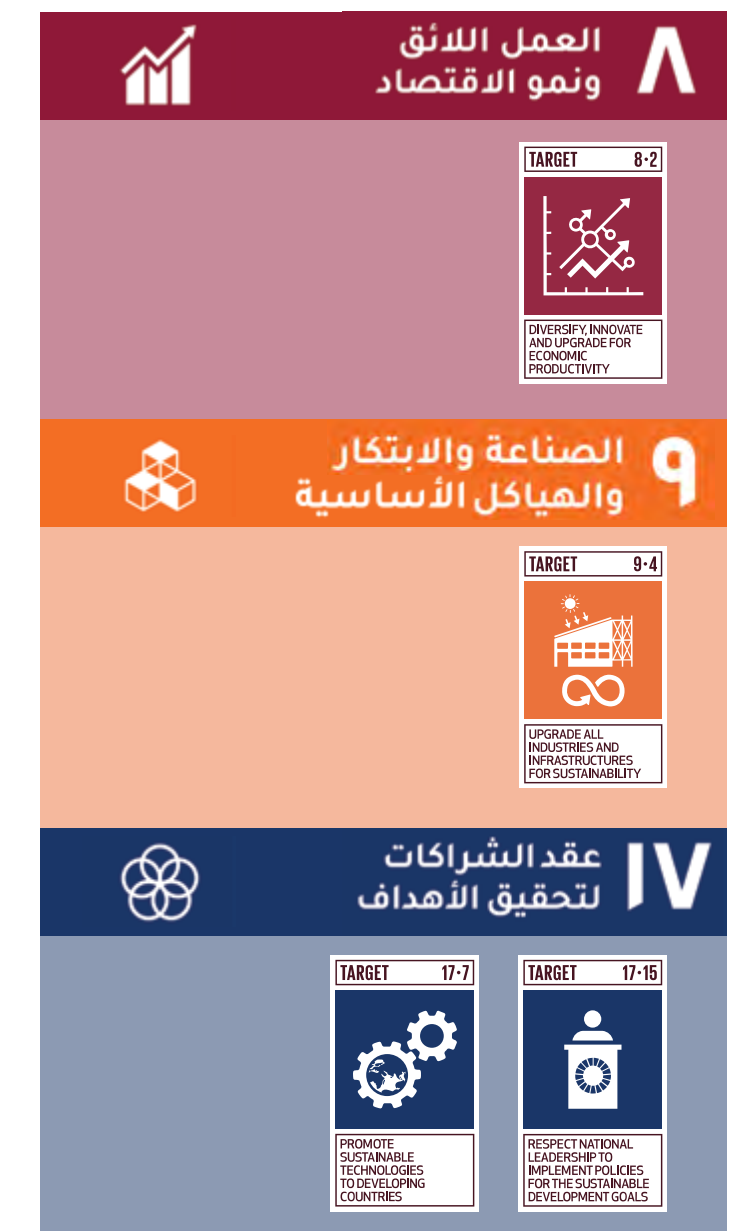 ٨
العمل اللائق
ونمو الاقتصاد
TARGET 8·2
DIVERSIFY, INNOVATE
AND UPGRADE FOR
ECONOMIC
PRODUCTIVITY
٩
الصناعة والابتكار
والهياكل الأساسية
TARGET 9·4
UPGRADE ALL
INDUSTRIES AND
INFRASTRUCTURES
FOR SUSTAINABILITY
١٧
عقد الشراكات
لتحقيق الأهداف
TARGET 17·15
RESPECT NATIONAL
LEADERSHIP TO
IMPLEMENT POLICIES
FOR THE SUSTAINABLE
DEVELOPMENT GOALS
TARGET 17·7
PROMOTE
SUSTAINABLE
TECHNOLOGIES
TO DEVELOPING
COUNTRIES